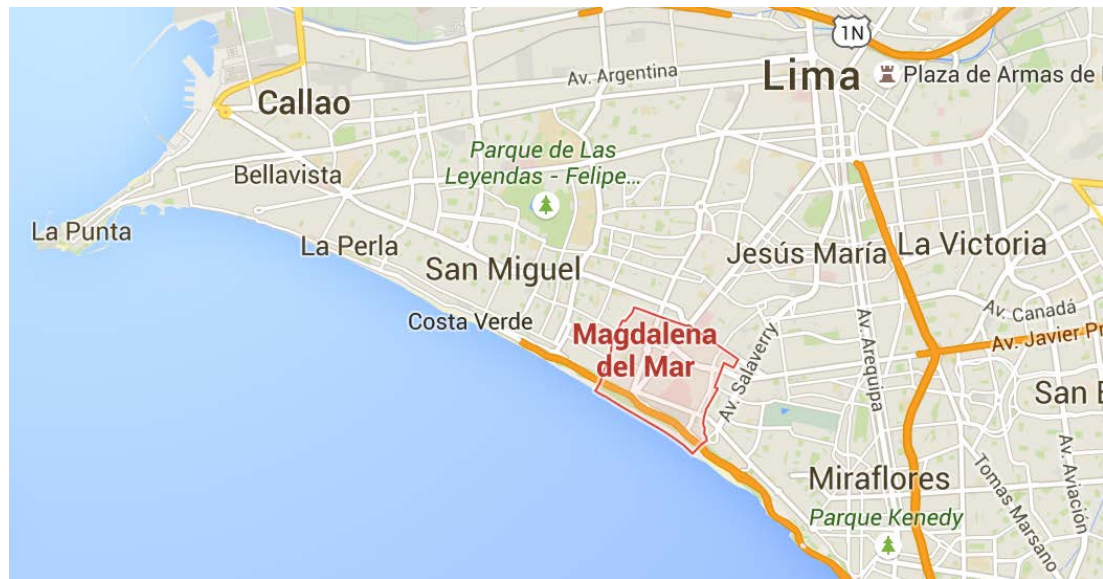 1N
Lima
Plaza de Armas de
Av. Argentina
Callao
Parque de Las
Leyendas - Felipe...
Bellavista
La Punta
La Perla
San Miguel
Jesús María
La Victoria
Costa Verde
Magdalena
del Mar
Av. Salaverry
Av. Arequipa
Av. Canadá
Av. Javier Pr
San
Miraflores
Parque Kenedy
Tomas Marsano
Av. Aviación